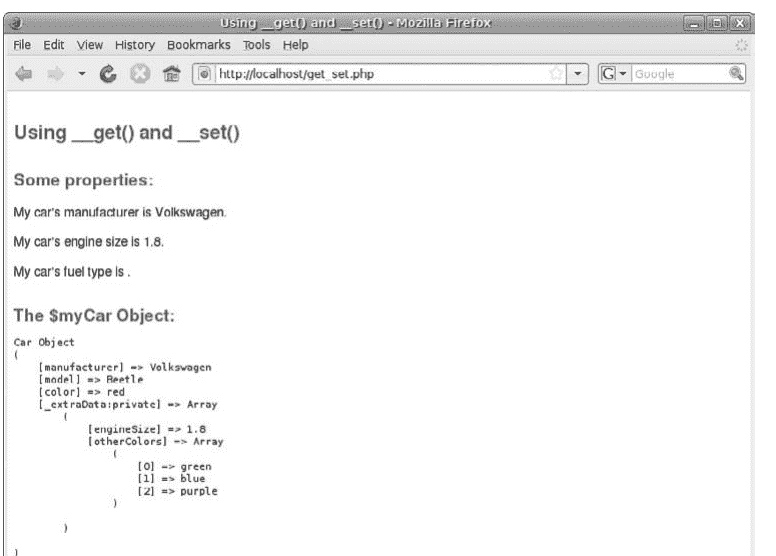 Using __get() and __set() - Mozilla Firefox
File Edit View History Bookmarks Tools Help
http://localhost/get_set.php
G
Google
Using __get() and __set()
Some properties:
My car's manufacturer is Volkswagen.
My car's engine size is 1.8.
My car's fuel type is .
The $myCar Object:
Car Object
(
[manufacturer] => Volkswagen
[model] => Beetle
[color] => red
[_extraData:private] => Array
(
[engineSize] => 1.8
[otherColors] => Array
(
[0] => green
[1] => blue
[2] => purple
)
)
)